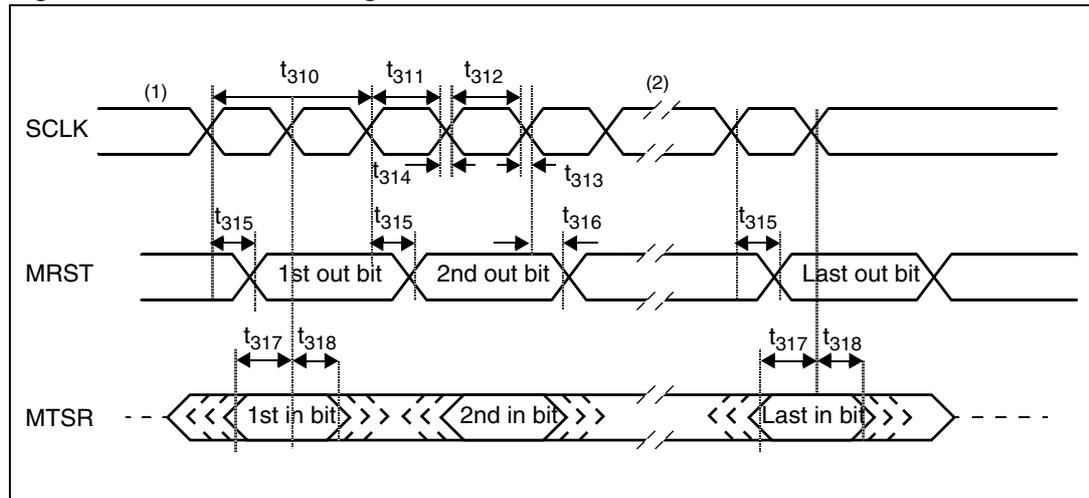 t310 t311 t312
(1) (2)
SCLK
t314 t313
t315 t315 t316 t315
MRST 1st out bit 2nd out bit Last out bit
t317 t318 t317 t318
MTSR 1st in bit 2nd in bit Last in bit